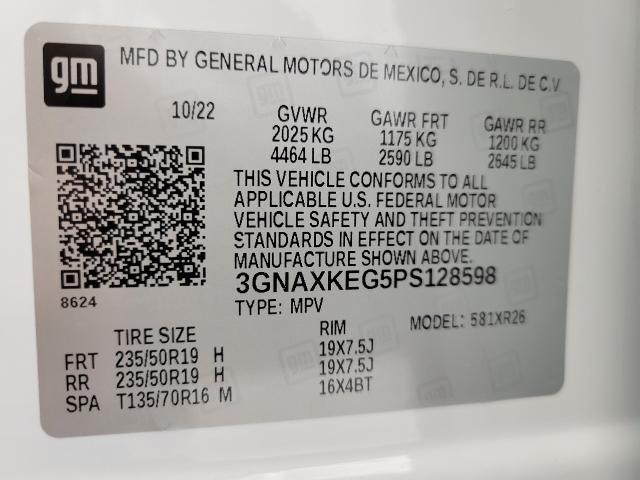 gm
MFD BY GENERAL MOTORS DE MEXICO, S. DE R.L. DE C.V
10/22 GVWR GAWR FRT GAWR RR
2025 KG 1175 KG 1200 KG
4464 LB 2590 LB 2645 LB
THIS VEHICLE CONFORMS TO ALL
APPLICABLE U.S. FEDERAL MOTOR
VEHICLE SAFETY AND THEFT PREVENTION
STANDARDS IN EFFECT ON THE DATE OF
MANUFACTURE SHOWN ABOVE.
8624
3GNAXKEG5PS128598
TYPE: MPV MODEL: 581XR26
TIRE SIZE RIM
FRT 235/50R19 H 19X7.5J
RR 235/50R19 H 19X7.5J
SPA T135/70R16 M 16X4BT